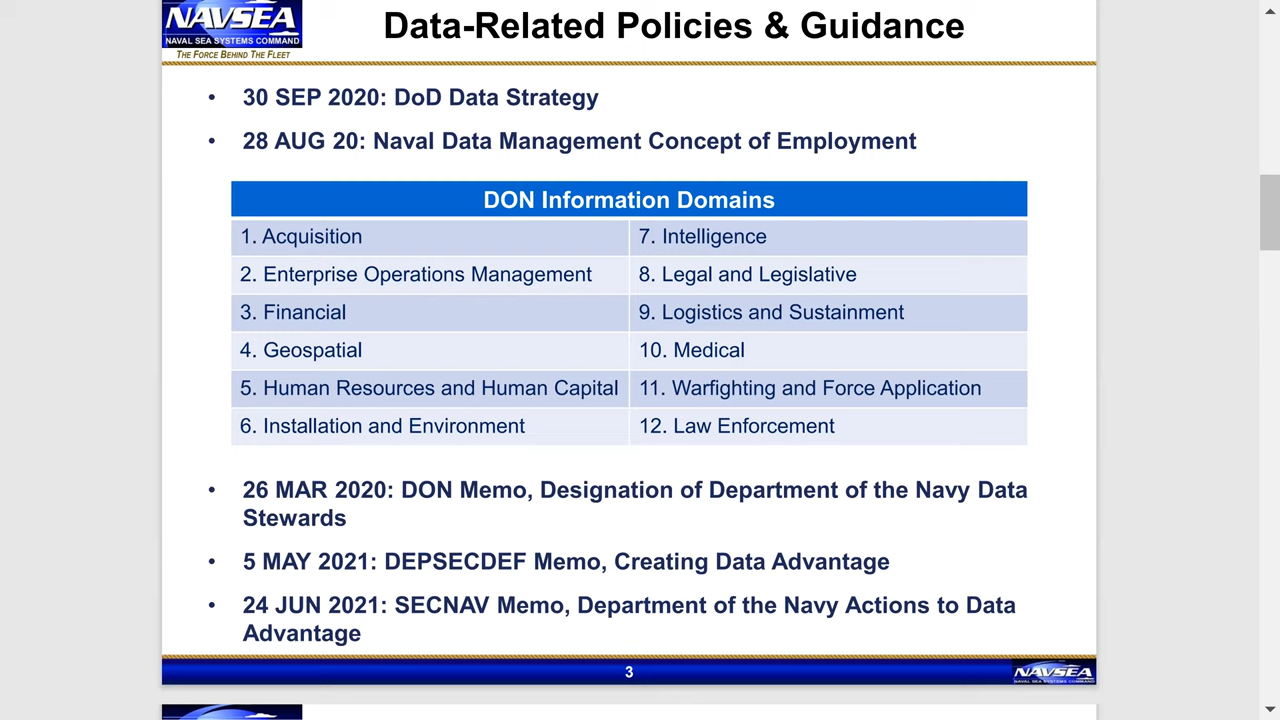 NAVSEA
NAVAL SEA SYSTEMS COMMAND
THE FORCE BEHIND THE FLEET
Data-Related Policies & Guidance
• 30 SEP 2020: DoD Data Strategy
• 28 AUG 20: Naval Data Management Concept of Employment
DON Information Domains
1. Acquisition
7. Intelligence
2. Enterprise Operations Management
8. Legal and Legislative
3. Financial
9. Logistics and Sustainment
4. Geospatial
10. Medical
5. Human Resources and Human Capital
11. Warfighting and Force Application
6. Installation and Environment
12. Law Enforcement
• 26 MAR 2020: DON Memo, Designation of Department of the Navy Data
Stewards
• 5 MAY 2021: DEPSECDEF Memo, Creating Data Advantage
• 24 JUN 2021: SECNAV Memo, Department of the Navy Actions to Data
Advantage
3
NAVSEA
NAVAL SEA SYSTEMS COMMAND